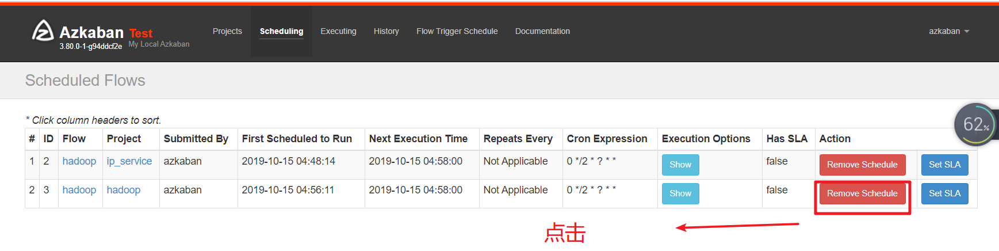 Azkaban Test
3.80.0-1-g94ddcf2e My Local Azkaban
Projects Scheduling Executing History Flow Trigger Schedule Documentation azkaban
Scheduled Flows
* Click column headers to sort.
62%
# ID Flow Project Submitted By First Scheduled to Run Next Execution Time Repeats Every Cron Expression Execution Options Has SLA Action
1 2 hadoop ip_service azkaban 2019-10-15 04:48:14 2019-10-15 04:58:00 Not Applicable 0 */2 * ? * * Show false Remove Schedule Set SLA
2 3 hadoop hadoop azkaban 2019-10-15 04:56:11 2019-10-15 04:58:00 Not Applicable 0 */2 * ? * * Show false Remove Schedule Set SLA
点击